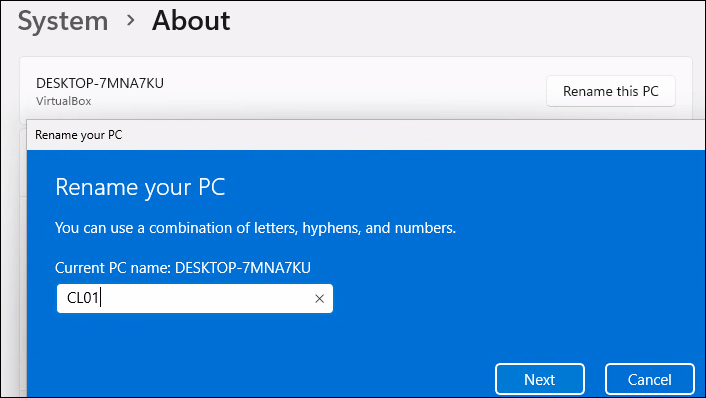 System > About
DESKTOP-7MNA7KU
VirtualBox
Rename this PC
Rename your PC
Rename your PC
You can use a combination of letters, hyphens, and numbers.
Current PC name: DESKTOP-7MNA7KU
CL01
Next
Cancel